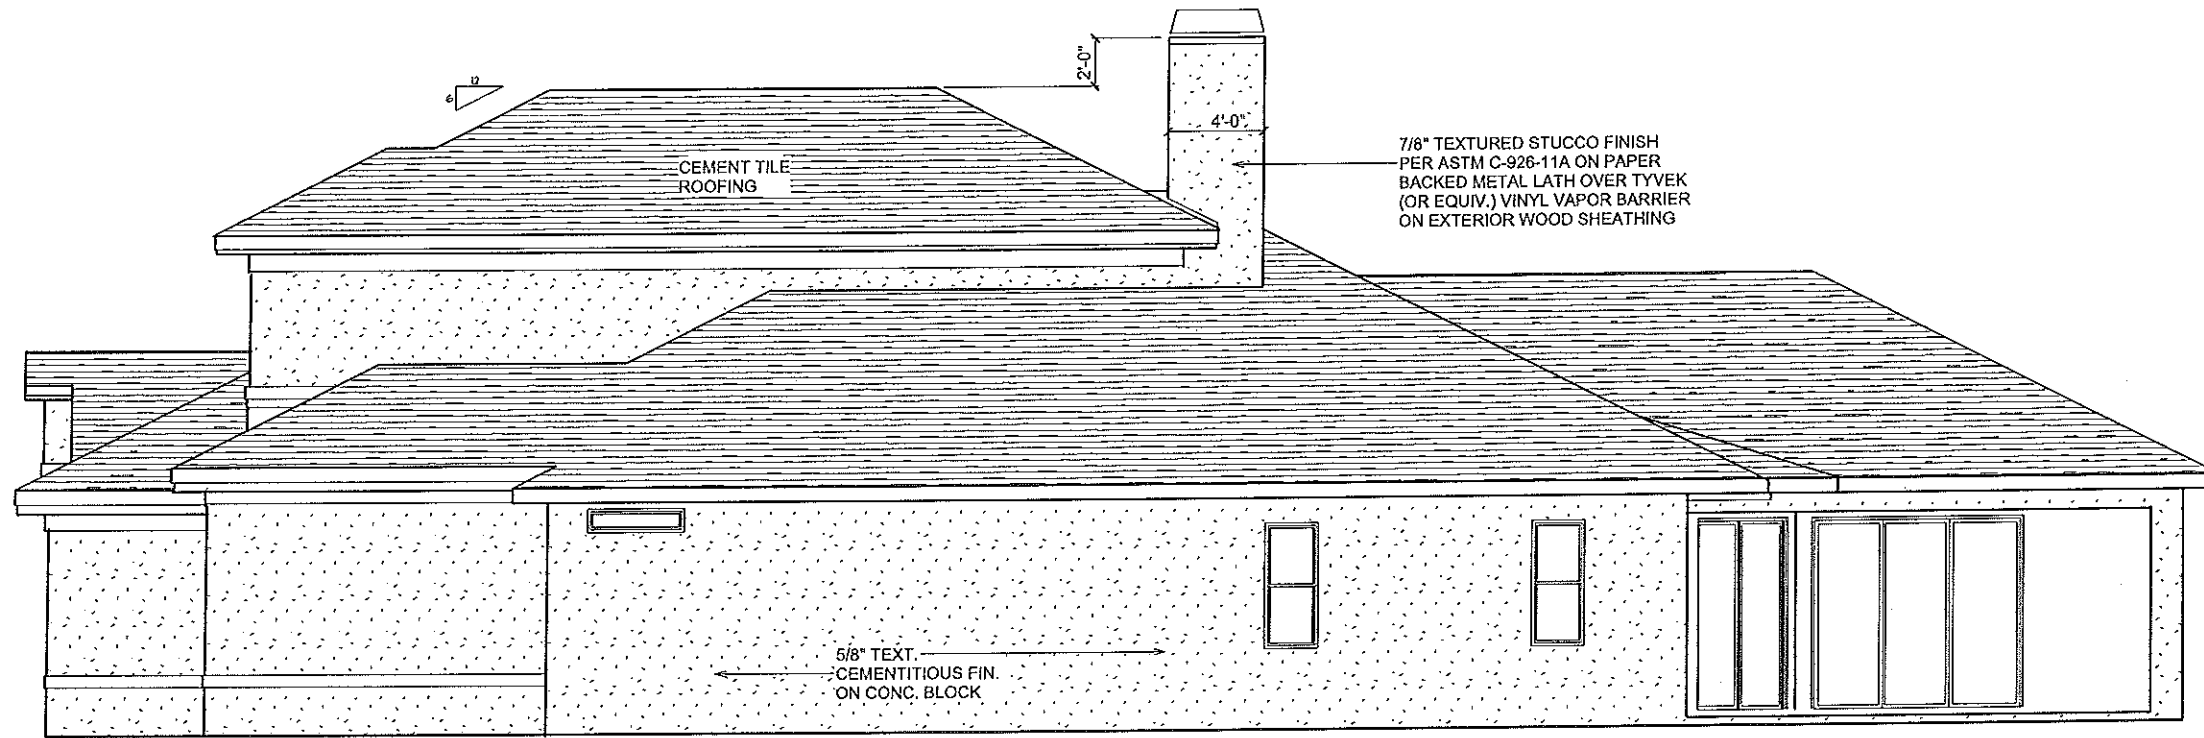 2'-0"
12
6
4'-0"
7/8" TEXTURED STUCCO FINISH
PER ASTM C-926-11A ON PAPER
BACKED METAL LATH OVER TYVEK
(OR EQUIV.) VINYL VAPOR BARRIER
ON EXTERIOR WOOD SHEATHING
CEMENT TILE
ROOFING
5/8" TEXT.
CEMENTITIOUS FIN.
ON CONC. BLOCK